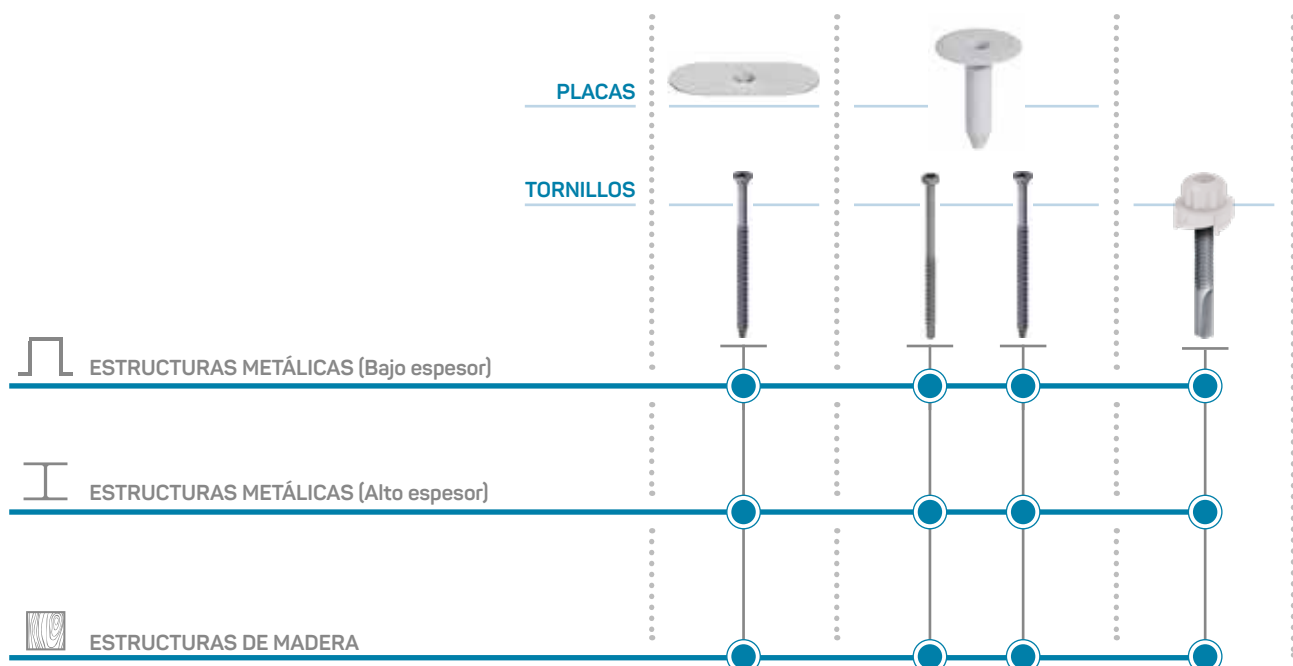 PLACAS
TORNILLOS
ESTRUCTURAS METÁLICAS (Bajo espesor)
ESTRUCTURAS METÁLICAS (Alto espesor)
ESTRUCTURAS DE MADERA